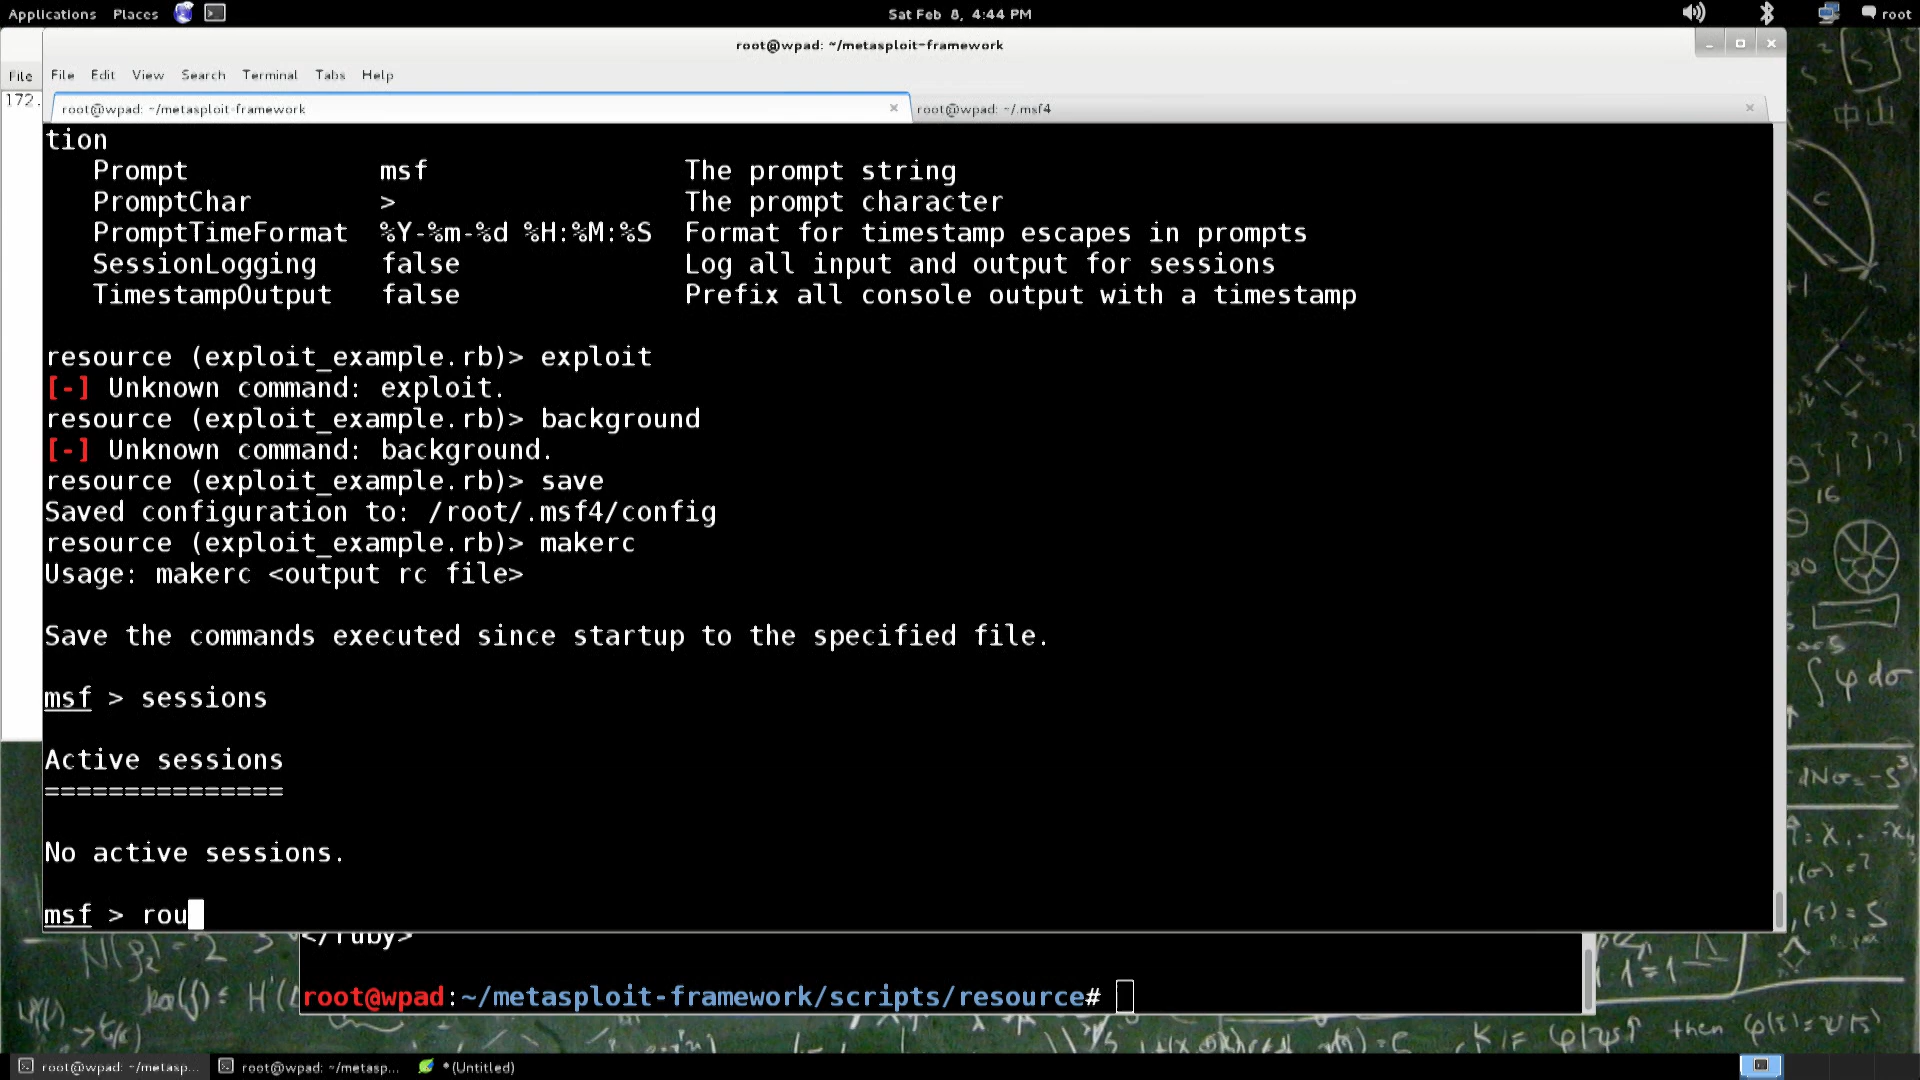 Applications Places Sat Feb 8, 4:44 PM root
root@wpad: ~/metasploit-framework
File File Edit View Search Terminal Tabs Help
172.
root@wpad: ~/metasploit-framework root@wpad: ~/.msf4
tion
Prompt msf The prompt string
PromptChar > The prompt character
PromptTimeFormat %Y-%m-%d %H:%M:%S Format for timestamp escapes in prompts
SessionLogging false Log all input and output for sessions
TimestampOutput false Prefix all console output with a timestamp
resource (exploit_example.rb)> exploit
[-] Unknown command: exploit.
resource (exploit_example.rb)> background
[-] Unknown command: background.
resource (exploit_example.rb)> save
Saved configuration to: /root/.msf4/config
resource (exploit_example.rb)> makerc
Usage: makerc <output rc file>
Save the commands executed since startup to the specified file.
msf > sessions
Active sessions
===============
No active sessions.
msf > rou
</ruby>
root@wpad:~/metasploit-framework/scripts/resource#
root@wpad: ~/metasp... root@wpad: ~/metasp... *(Untitled)